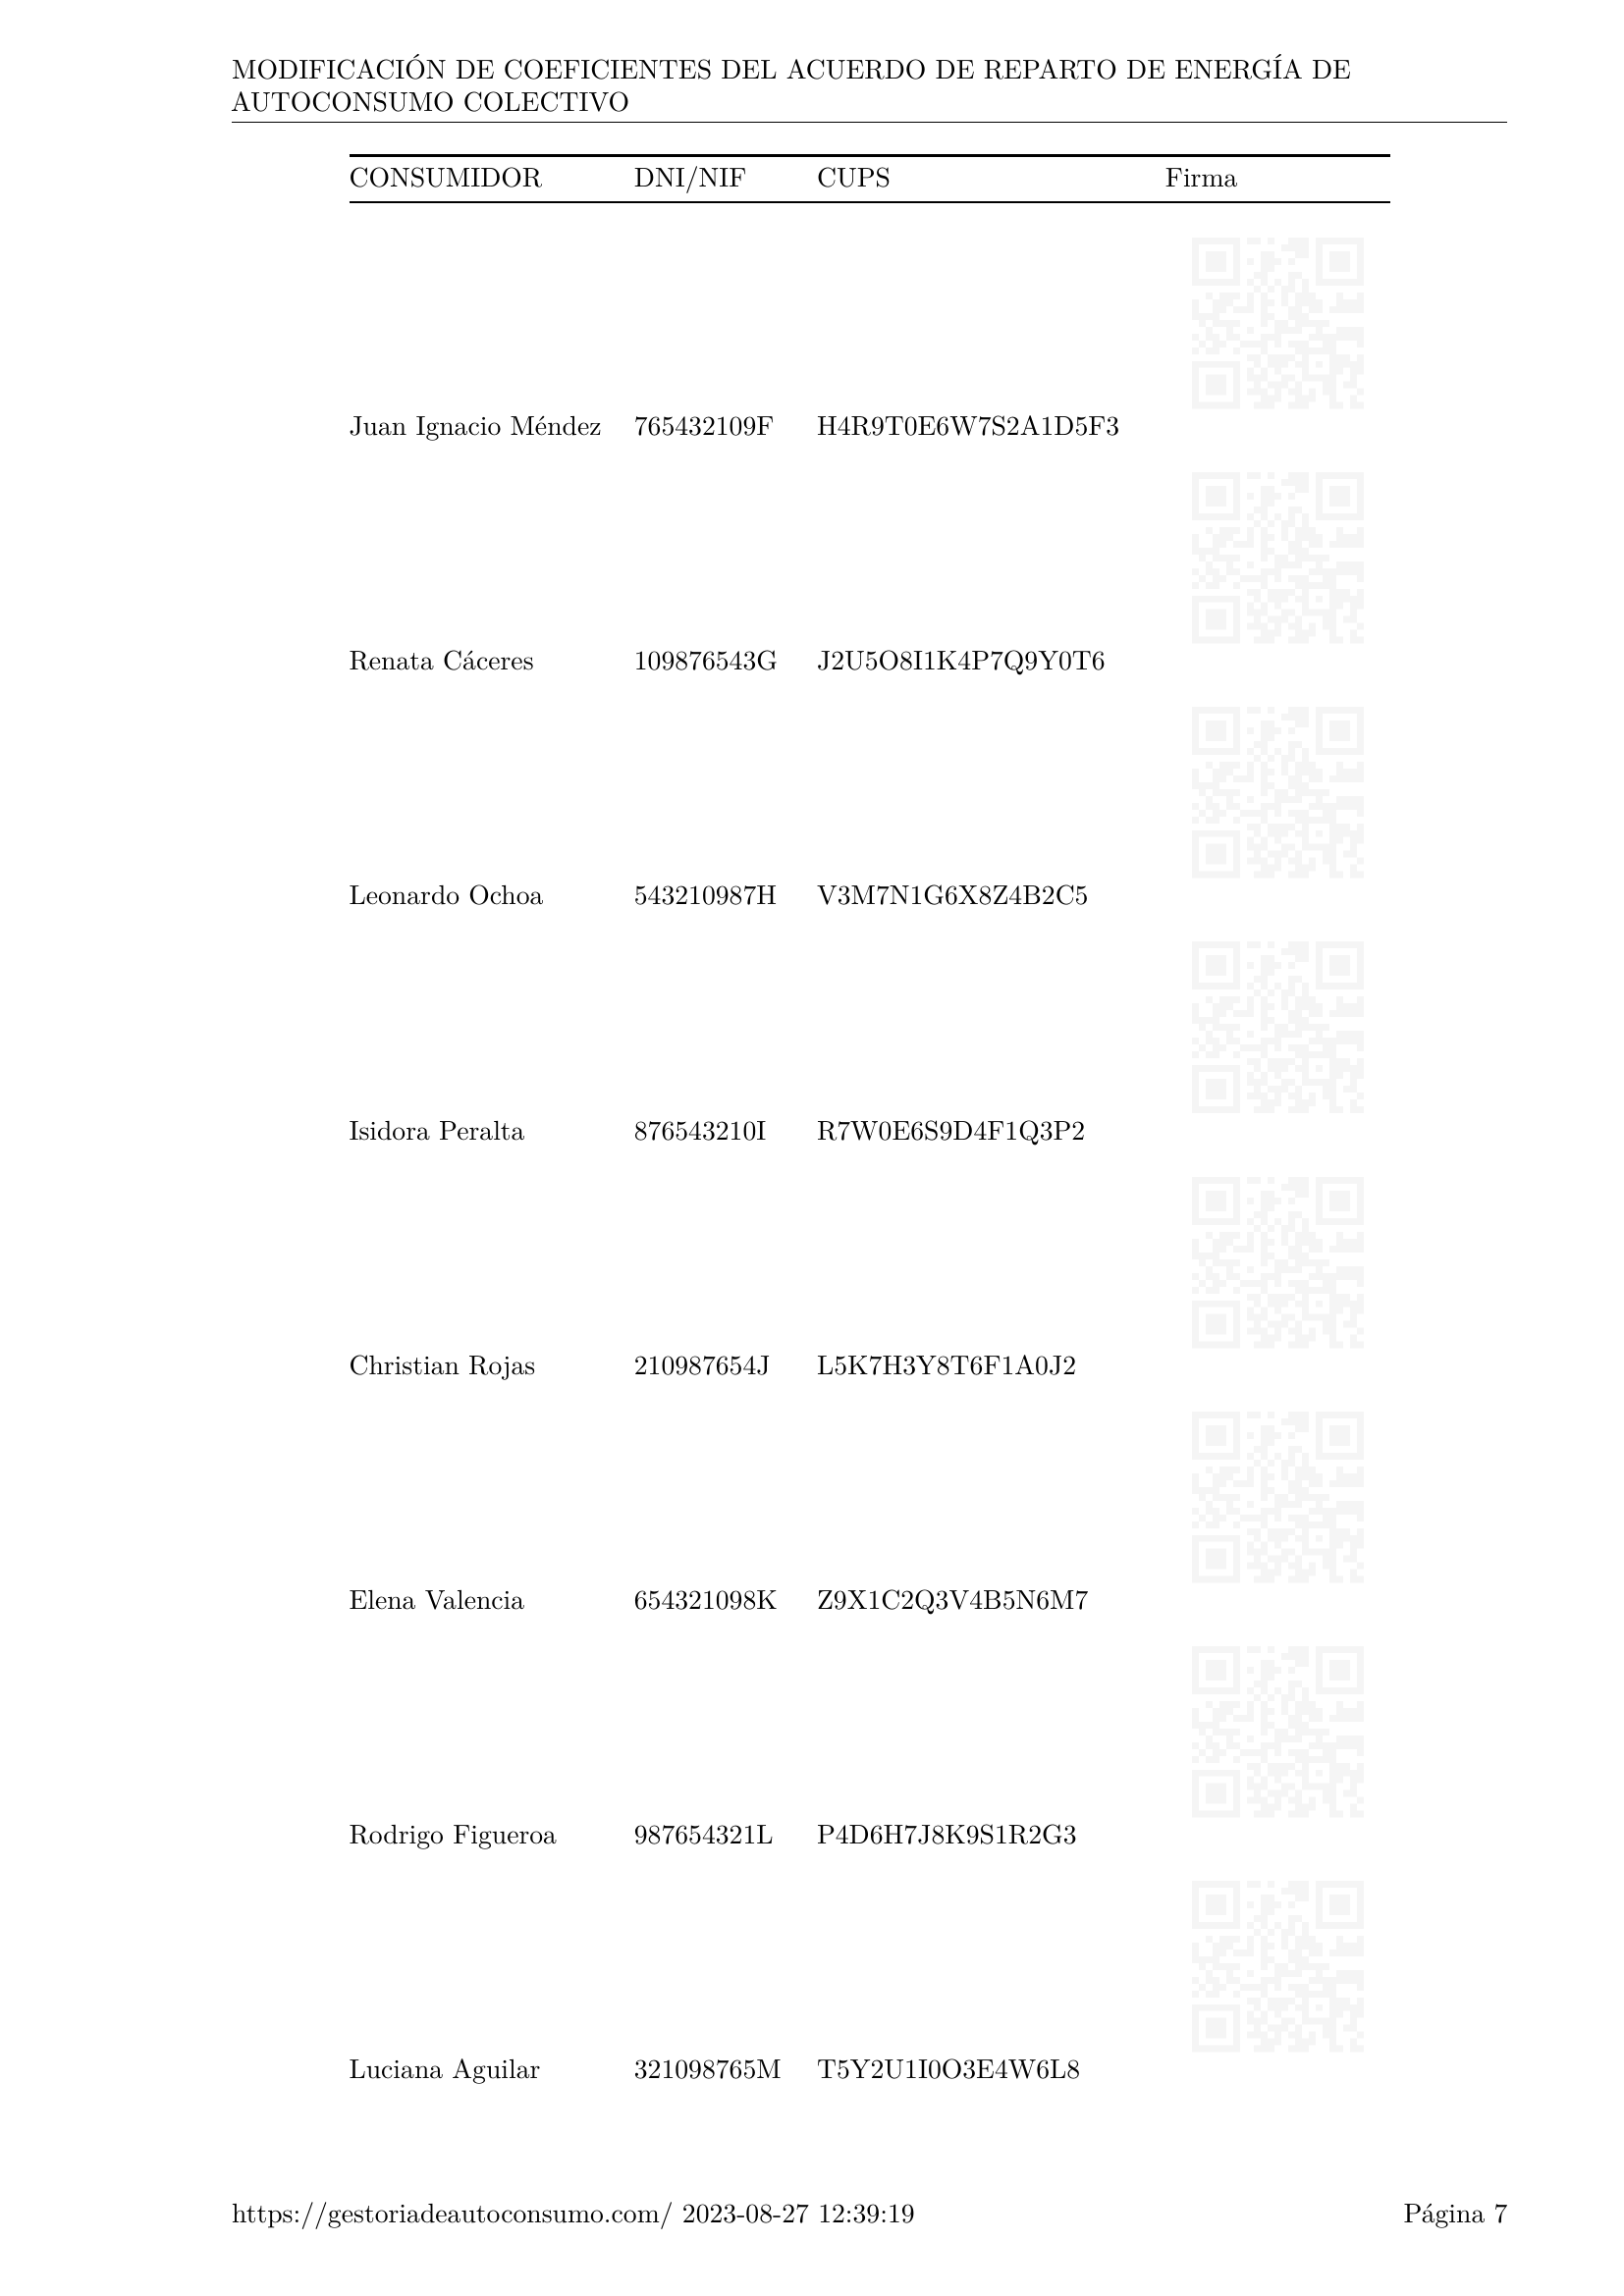 MODIFICACIÓN DE COEFICIENTES DEL ACUERDO DE REPARTO DE ENERGÍA DE
AUTOCONSUMO COLECTIVO
CONSUMIDOR DNI/NIF CUPS Firma
Juan Ignacio Méndez 765432109F H4R9T0E6W7S2A1D5F3
Renata Cáceres 109876543G J2U5O8I1K4P7Q9Y0T6
Leonardo Ochoa 543210987H V3M7N1G6X8Z4B2C5
Isidora Peralta 876543210I R7W0E6S9D4F1Q3P2
Christian Rojas 210987654J L5K7H3Y8T6F1A0J2
Elena Valencia 654321098K Z9X1C2Q3V4B5N6M7
Rodrigo Figueroa 987654321L P4D6H7J8K9S1R2G3
Luciana Aguilar 321098765M T5Y2U1I0O3E4W6L8
https://gestoriadeautoconsumo.com/ 2023-08-27 12:39:19 Página 7